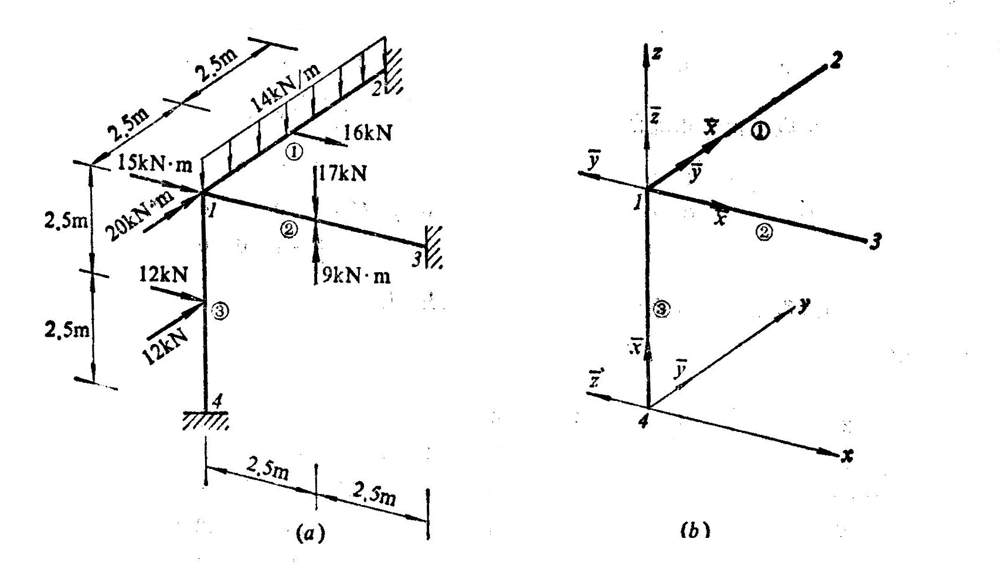 2.5m
2.5m
14kN/m
2
16kN
①
15kN·m
17kN
20kN·m
1
2.5m
②
3
9kN·m
12kN
③
2.5m
12kN
4
2.5m
2.5m
(a)
z
2
z̅
x̅
①
y̅
y̅
1
x̅
②
3
③
y
x̅
y̅
z̅
4
x
(b)